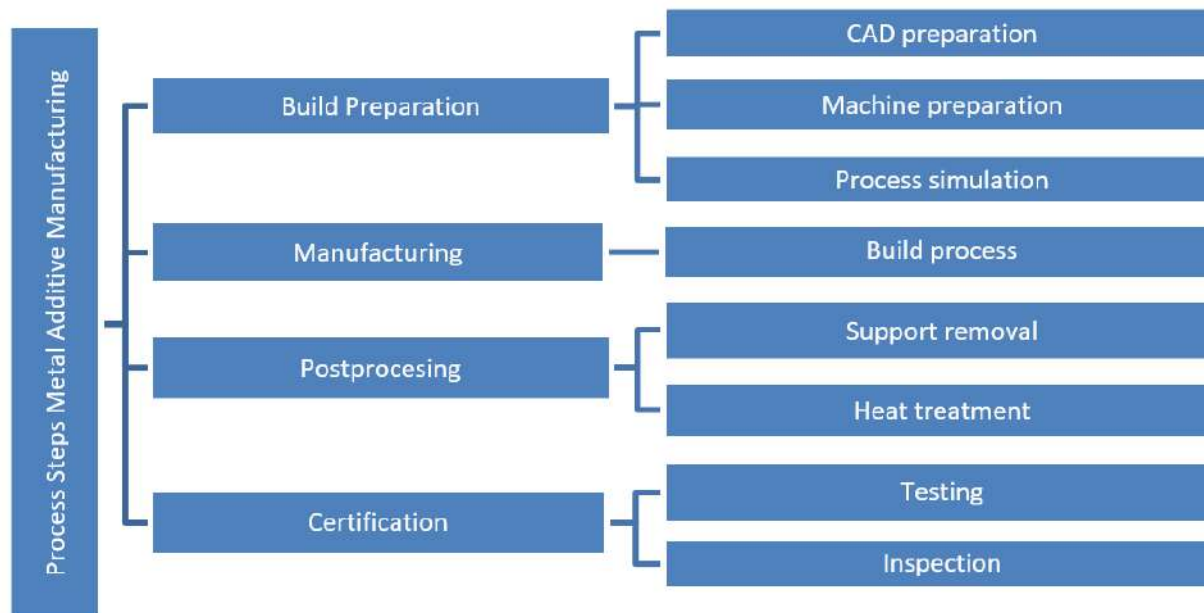 Process Steps Metal Additive Manufacturing
Build Preparation
CAD preparation
Machine preparation
Process simulation
Manufacturing
Build process
Postprocesing
Support removal
Heat treatment
Certification
Testing
Inspection